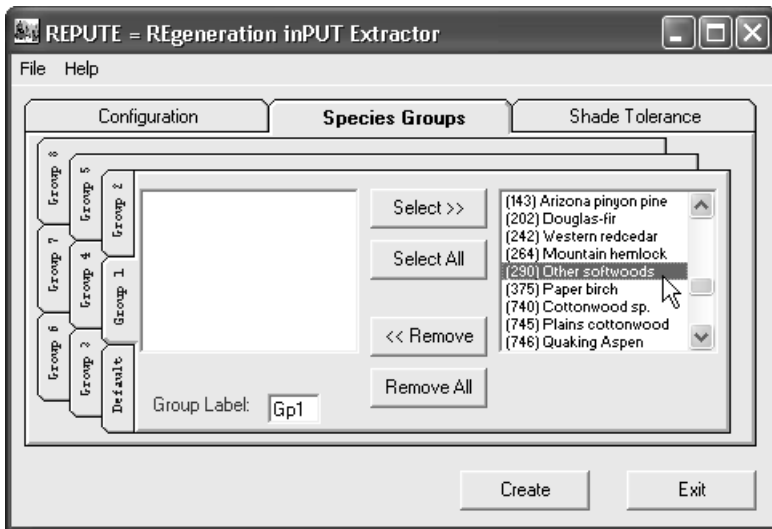 REPUTE = REgeneration inPUT Extractor
File Help
Configuration
Species Groups
Shade Tolerance
Group 8
Group 7
Group 6
Group 5
Group 4
Group 3
Group 2
Group 1
Default
Select >>
Select All
<< Remove
Remove All
(143) Arizona pinyon pine
(202) Douglas-fir
(242) Western redcedar
(264) Mountain hemlock
(290) Other softwoods
(375) Paper birch
(740) Cottonwood sp.
(745) Plains cottonwood
(746) Quaking Aspen
Group Label: Gp1
Create
Exit